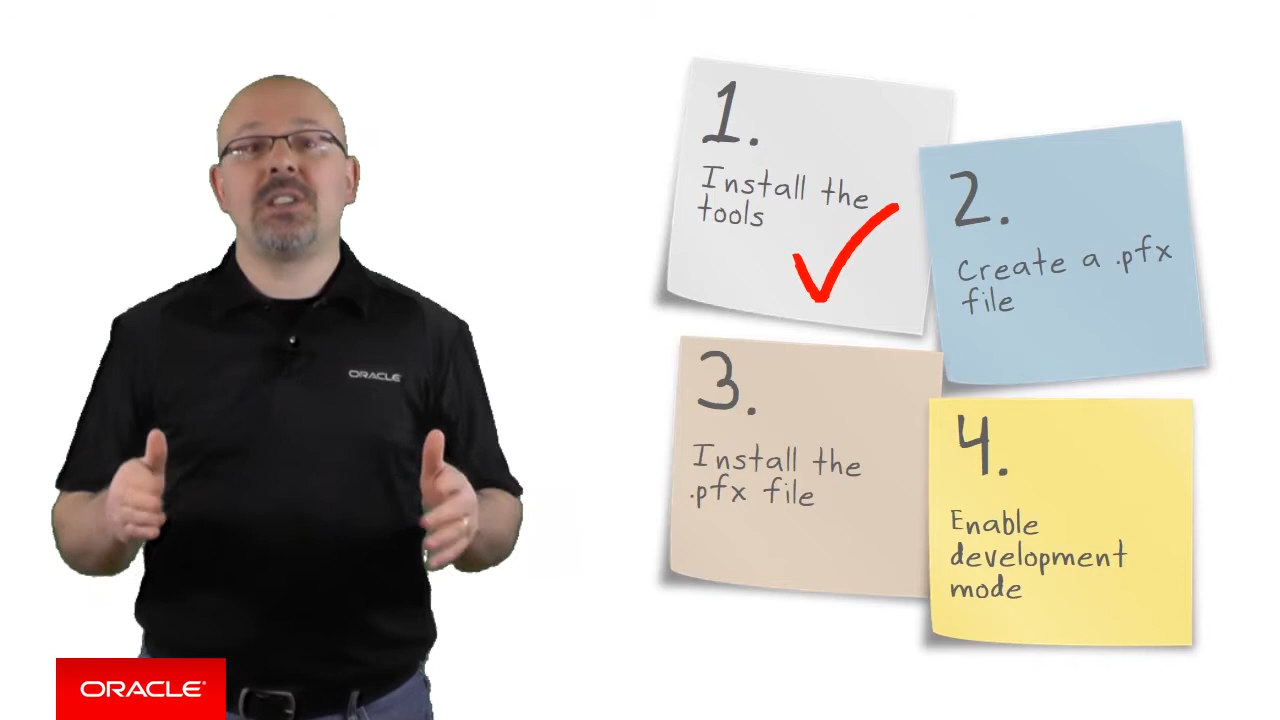 1.
Install the
tools
2.
Create a .pfx
file
3.
Install the
.pfx file
4.
Enable
development
mode
ORACLE
ORACLE